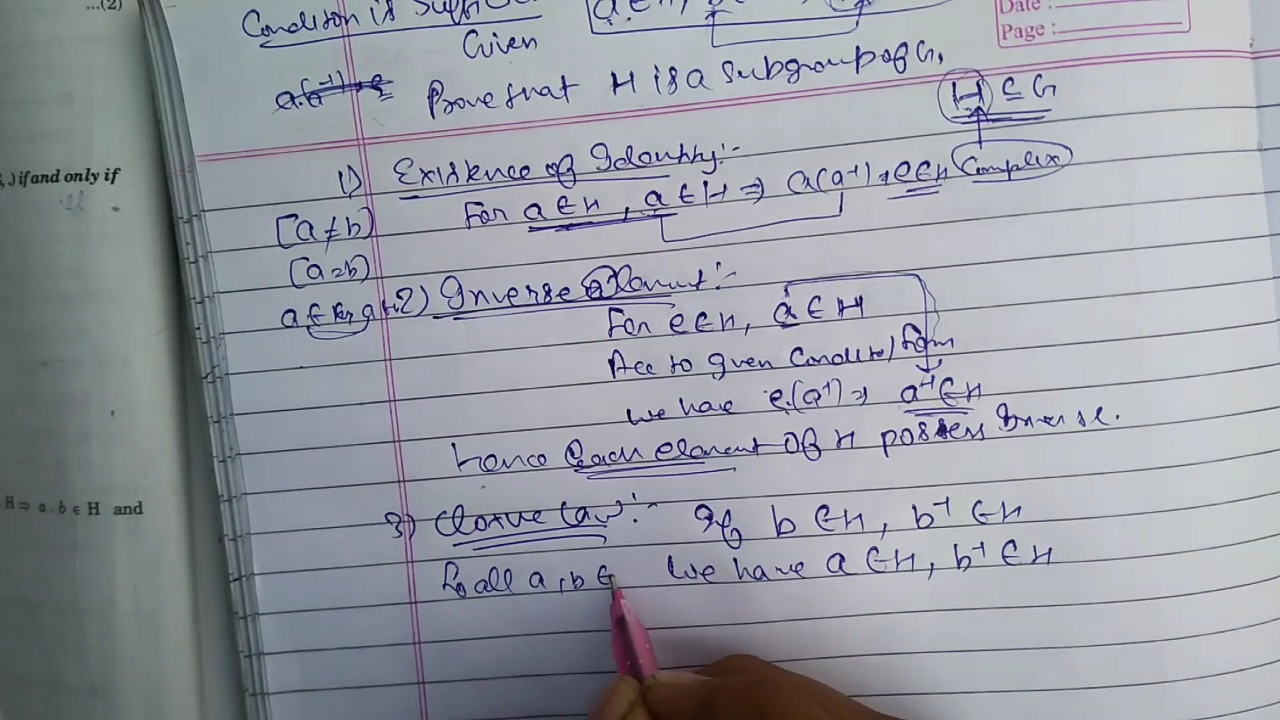 ...(2)
Condition is
Date :
Page :
Given
Prove that H is a subgroup of G.
H ⊆ G
,) if and only if
1) Existence of Identity:-
[a ≠ b]
For a ∈ H, a ∈ H ⇒ a(a⁻¹) = e ∈ H Complex
[a = b]
2) Inverse element:-
For e ∈ H, a ∈ H
Acc to given Condition/form
We have e.(a⁻¹) ⇒ a⁻¹ ∈ H
hence Each element of H possess Inverse.
H ⇒ a . b ∈ H and
3) Closure law:- If b ∈ H, b⁻¹ ∈ H
all a, b ∈ We have a ∈ H, b⁻¹ ∈ H